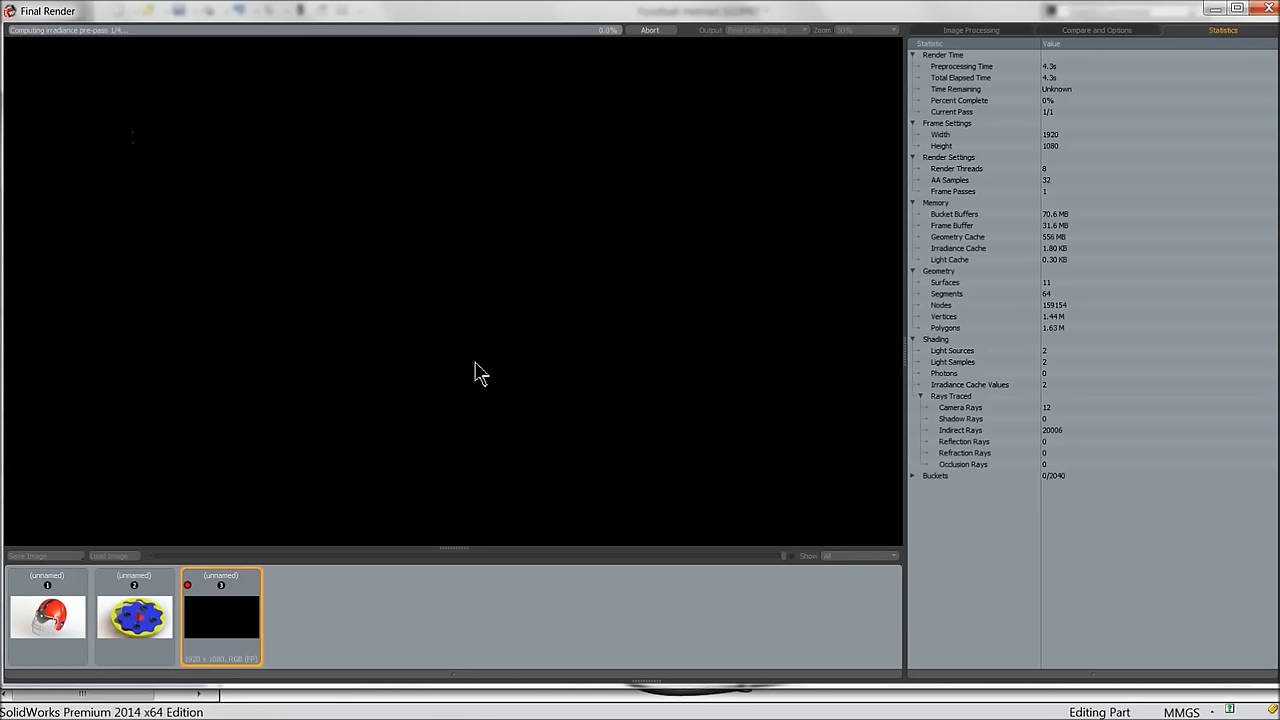 Final Render
Computing irradiance pre-pass 1/4... 0.0% Abort Output Final Color Output Zoom 50% Image Processing Compare and Options Statistics
Statistic Value
Render Time
Preprocessing Time 4.3s
Total Elapsed Time 4.3s
Time Remaining Unknown
Percent Complete 0%
Current Pass 1/1
Frame Settings
Width 1920
Height 1080
Render Settings
Render Threads 8
AA Samples 32
Frame Passes 1
Memory
Bucket Buffers 70.6 MB
Frame Buffer 31.6 MB
Geometry Cache 556 MB
Irradiance Cache 1.80 KB
Light Cache 0.30 KB
Geometry
Surfaces 11
Segments 64
Nodes 159154
Vertices 1.44 M
Polygons 1.63 M
Shading
Light Sources 2
Light Samples 2
Photons 0
Irradiance Cache Values 2
Rays Traced
Camera Rays 12
Shadow Rays 0
Indirect Rays 20006
Reflection Rays 0
Refraction Rays 0
Occlusion Rays 0
Buckets 0/2040
Save Image Load Image Show All
(unnamed) (unnamed) (unnamed)
1 2 3
1920 x 1080, RGB (FP)
SolidWorks Premium 2014 x64 Edition Editing Part MMGS